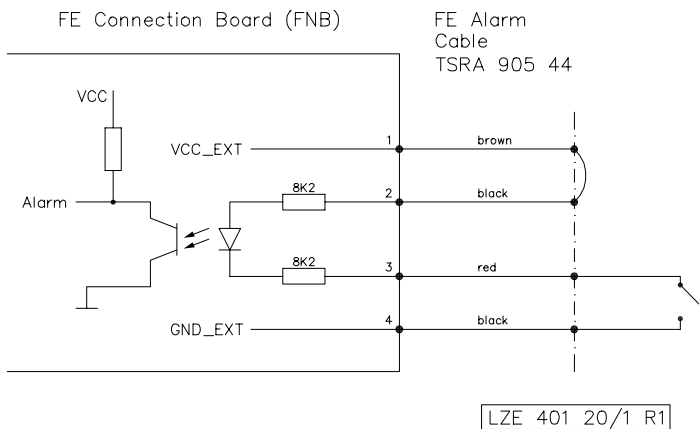 FE Connection Board (FNB)
FE Alarm
Cable
TSRA 905 44
VCC
VCC_EXT
1
brown
8K2
2
black
Alarm
8K2
3
red
GND_EXT
4
black
LZE 401 20/1 R1